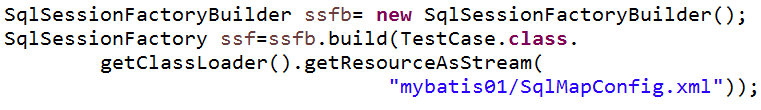 SqlSessionFactoryBuilder ssfb= new SqlSessionFactoryBuilder();
SqlSessionFactory ssf=ssfb.build(TestCase.class.
getClassLoader().getResourceAsStream(
"mybatis01/SqlMapConfig.xml"));